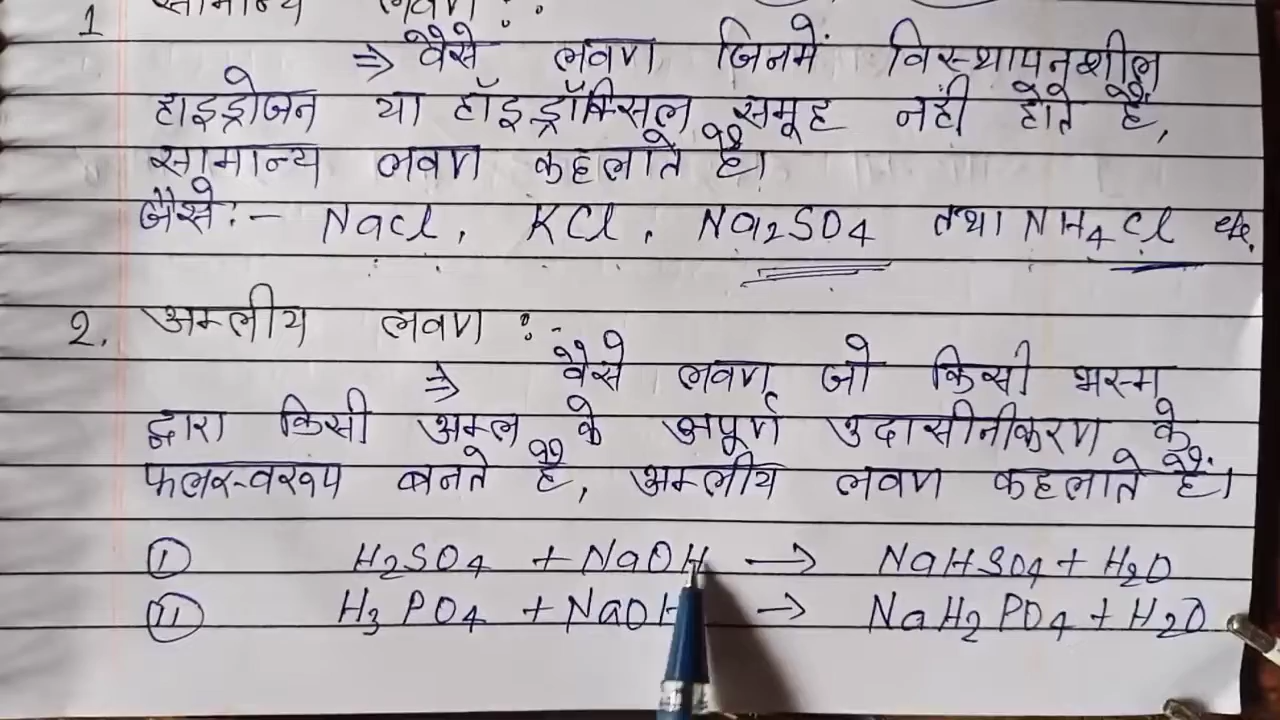 1 सामान्य लवण :-
⇒ वैसे लवण जिनमें विस्थापनशील
हाइड्रोजन या हॉइड्रॉक्सिल समूह नहीं होते हैं,
सामान्य लवण कहलाते हैं।
जैसे:- NaCl, KCl, Na2SO4 तथा NH4Cl etc.
2. अम्लीय लवण :-
⇒ वैसे लवण जो किसी भस्म
द्वारा किसी अम्ल के अपूर्ण उदासीनीकरण के
फलस्वरूप बनते हैं, अम्लीय लवण कहलाते हैं।
(i) H2SO4 + NaOH → NaHSO4 + H2O
(ii) H3PO4 + NaOH → NaH2PO4 + H2O